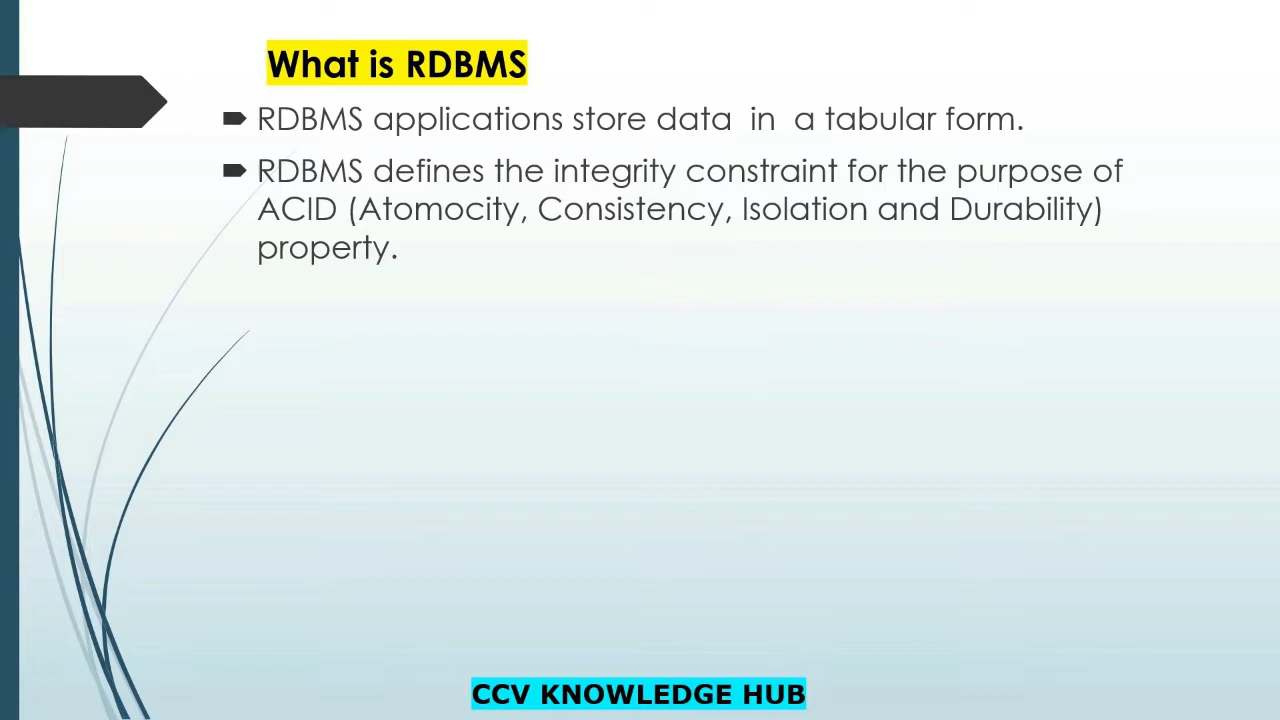 What is RDBMS
RDBMS applications store data in a tabular form.
RDBMS defines the integrity constraint for the purpose of
ACID (Atomocity, Consistency, Isolation and Durability)
property.
CCV KNOWLEDGE HUB